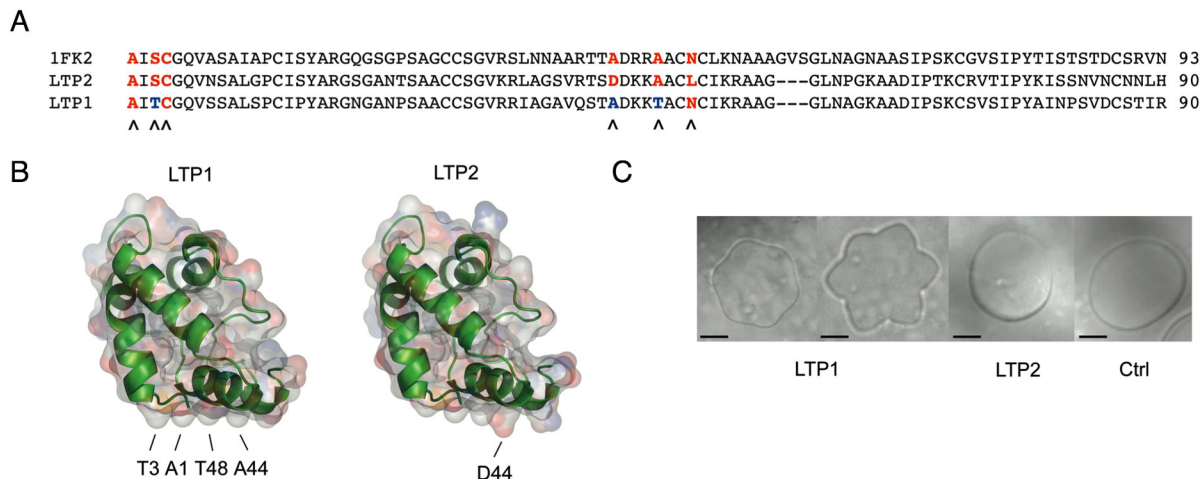 A
1FK2 AISCGQVASAIAPCISYARGQGSGPSAGCCSGVRSLNNAARTTADRRAACNCLKNAAAGVSGLNAGNAASIPSKCGVSIPYTISTSTDCSRVN 93
LTP2 AISCGQVNSALGPCISYARGSGANTSAACCSGVKRLAGSVRTSDDKKAACLCIKRAAG---GLNPGKAADIPTKCRVTIPYKISSNVNCNNLH 90
LTP1 AITCGQVSSALSPCIPYARGNGANPSAACCSGVRRIAGAVQSTADKKTACNCIKRAAG---GLNAGKAADIPSKCSVSIPYAINPSVDCSTIR 90
^ ^^ ^ ^ ^
B
LTP1 LTP2
T3 A1 T48 A44
D44
C
LTP1 LTP2 Ctrl